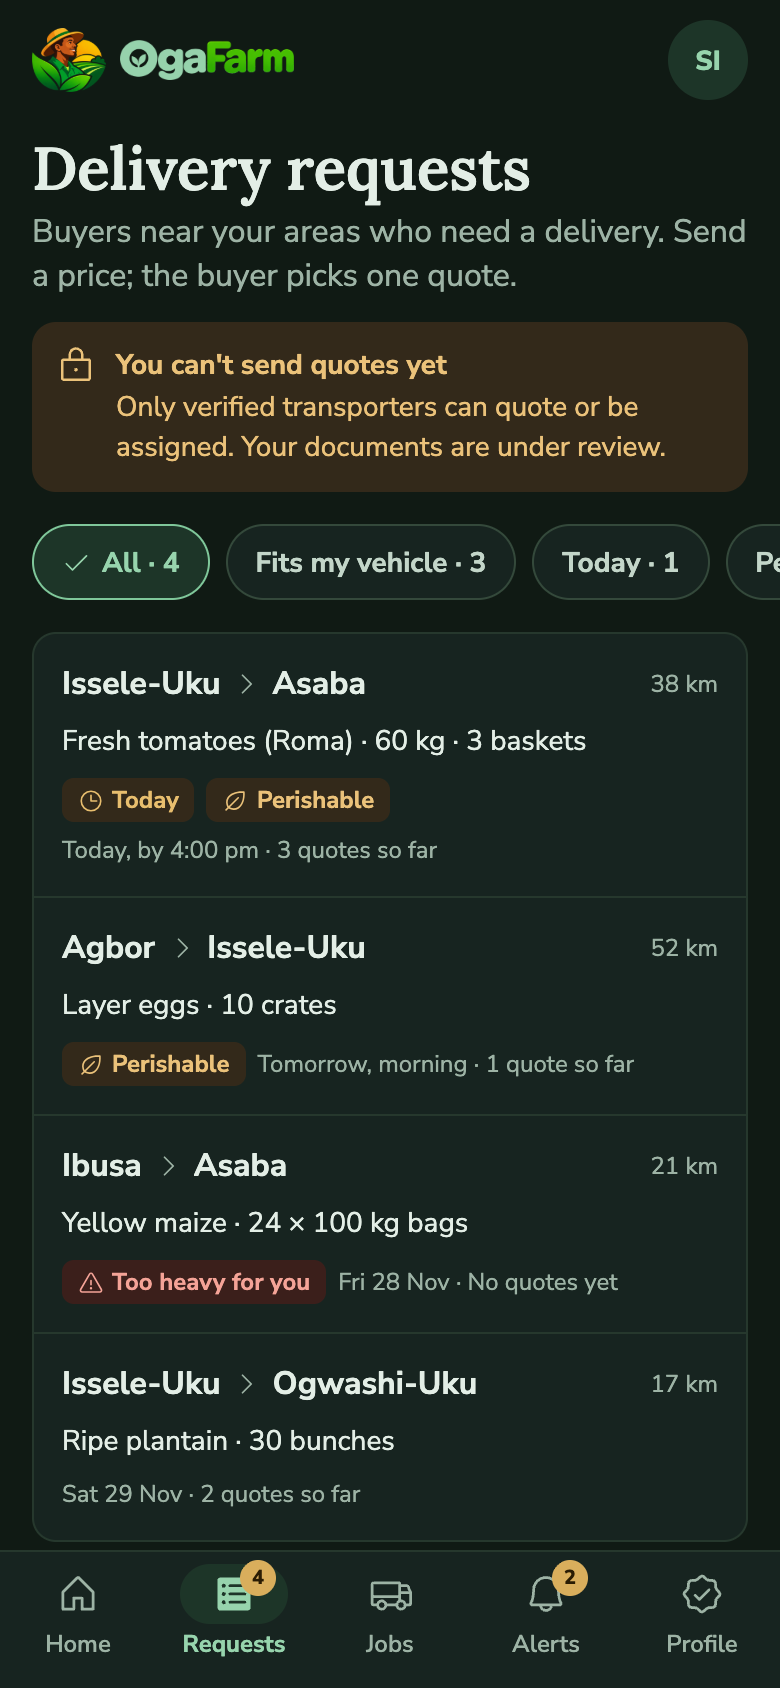 OgaFarm
SI
Delivery requests
Buyers near your areas who need a delivery. Send
a price; the buyer picks one quote.
You can't send quotes yet
Only verified transporters can quote or be
assigned. Your documents are under review.
All · 4
Fits my vehicle · 3
Today · 1
Pe
Issele-Uku > Asaba
38 km
Fresh tomatoes (Roma) · 60 kg · 3 baskets
Today
Perishable
Today, by 4:00 pm · 3 quotes so far
Agbor > Issele-Uku
52 km
Layer eggs · 10 crates
Perishable
Tomorrow, morning · 1 quote so far
Ibusa > Asaba
21 km
Yellow maize · 24 × 100 kg bags
Too heavy for you
Fri 28 Nov · No quotes yet
Issele-Uku > Ogwashi-Uku
17 km
Ripe plantain · 30 bunches
Sat 29 Nov · 2 quotes so far
Home
4
Requests
Jobs
2
Alerts
Profile